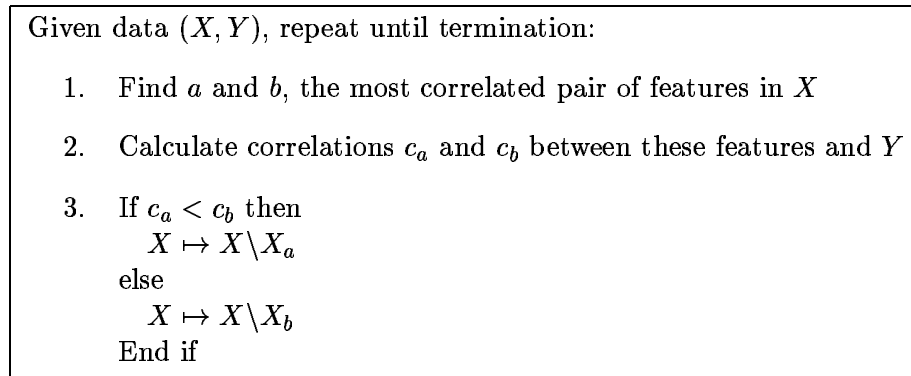 Given data (X, Y), repeat until termination:
1. Find a and b, the most correlated pair of features in X
2. Calculate correlations c_a and c_b between these features and Y
3. If c_a < c_b then
X ↦ X\X_a
else
X ↦ X\X_b
End if